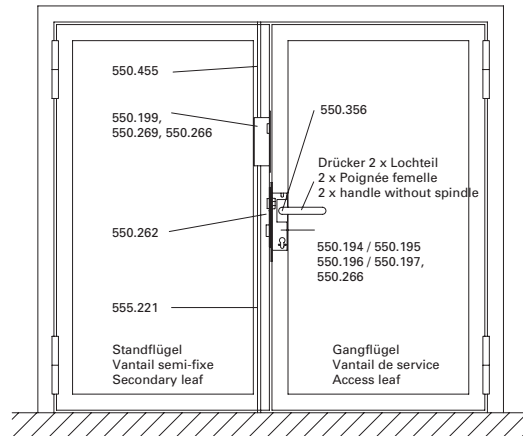 550.455
550.199,
550.269, 550.266
550.262
555.221
Standflügel
Vantail semi-fixe
Secondary leaf
550.356
Drücker 2 x Lochteil
2 x Poignée femelle
2 x handle without spindle
550.194 / 550.195
550.196 / 550.197,
550.266
Gangflügel
Vantail de service
Access leaf